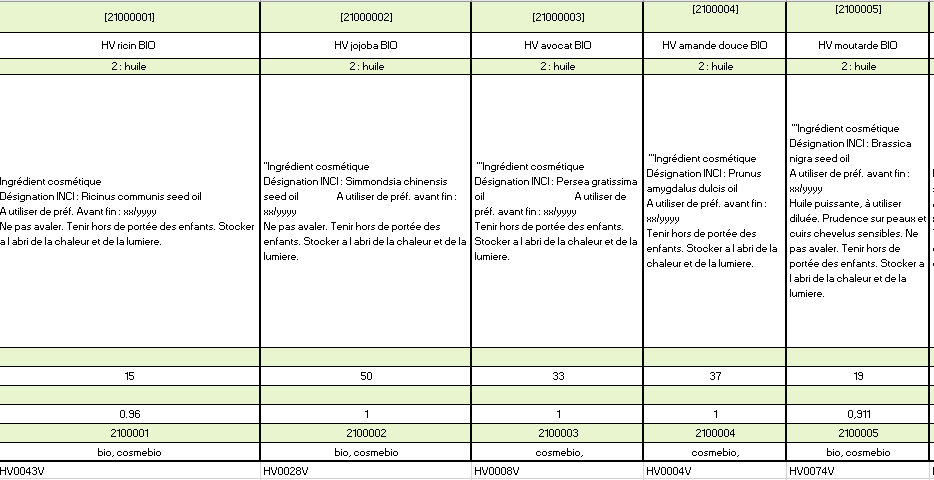 [21000001] [21000002] [21000003] [21000004] [21000005]
HV ricin BIO HV jojoba BIO HV avocat BIO HV amande douce BIO HV moutarde BIO
2 : huile 2 : huile 2 : huile 2 : huile 2 : huile
Ingrédient cosmétique
Désignation INCI : Ricinus communis seed oil
A utiliser de préf. Avant fin : xx/yyyy
Ne pas avaler. Tenir hors de portée des enfants. Stocker
a l abri de la chaleur et de la lumiere.
"Ingrédient cosmétique
Désignation INCI : Simmondsia chinensis
seed oil A utiliser de préf. avant fin :
xx/yyyy
Ne pas avaler. Tenir hors de portée des
enfants. Stocker a l abri de la chaleur et de la
lumiere.
""Ingrédient cosmétique
Désignation INCI : Persea gratissima
oil A utiliser de
préf. avant fin : xx/yyyy
Tenir hors de portée des enfants.
Stocker a l abri de la chaleur et de la
lumiere.
""Ingrédient cosmétique
Désignation INCI : Prunus
amygdalus dulcis oil
A utiliser de préf. avant fin :
xx/yyyy
Tenir hors de portée des
enfants. Stocker a l abri de la
chaleur et de la lumiere.
""Ingrédient cosmétique
Désignation INCI : Brassica
nigra seed oil
A utiliser de préf. avant fin :
xx/yyyy
Huile puissante, à utiliser
diluée. Prudence sur peaux et
cuirs chevelus sensibles. Ne
pas avaler. Tenir hors de
portée des enfants. Stocker a
l abri de la chaleur et de la
lumiere.
15 50 33 37 19
0.96 1 1 1 0,911
2100001 2100002 2100003 2100004 2100005
bio, cosmebio bio, cosmebio cosmebio, cosmebio, bio, cosmebio
HV0043V HV0028V HV0008V HV0004V HV0074V